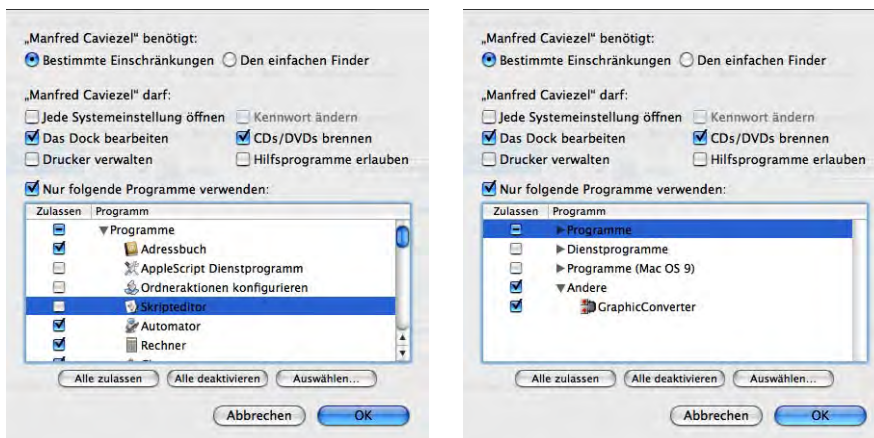 „Manfred Caviezel" benötigt:
Bestimmte Einschränkungen Den einfachen Finder
„Manfred Caviezel" darf:
Jede Systemeinstellung öffnen Kennwort ändern
Das Dock bearbeiten CDs/DVDs brennen
Drucker verwalten Hilfsprogramme erlauben
Nur folgende Programme verwenden:
Zulassen Programm
Programme
Adressbuch
AppleScript Dienstprogramm
Ordneraktionen konfigurieren
Skripteditor
Automator
Rechner
Alle zulassen Alle deaktivieren Auswählen...
Abbrechen OK
„Manfred Caviezel" benötigt:
Bestimmte Einschränkungen Den einfachen Finder
„Manfred Caviezel" darf:
Jede Systemeinstellung öffnen Kennwort ändern
Das Dock bearbeiten CDs/DVDs brennen
Drucker verwalten Hilfsprogramme erlauben
Nur folgende Programme verwenden:
Zulassen Programm
Programme
Dienstprogramme
Programme (Mac OS 9)
Andere
GraphicConverter
Alle zulassen Alle deaktivieren Auswählen...
Abbrechen OK